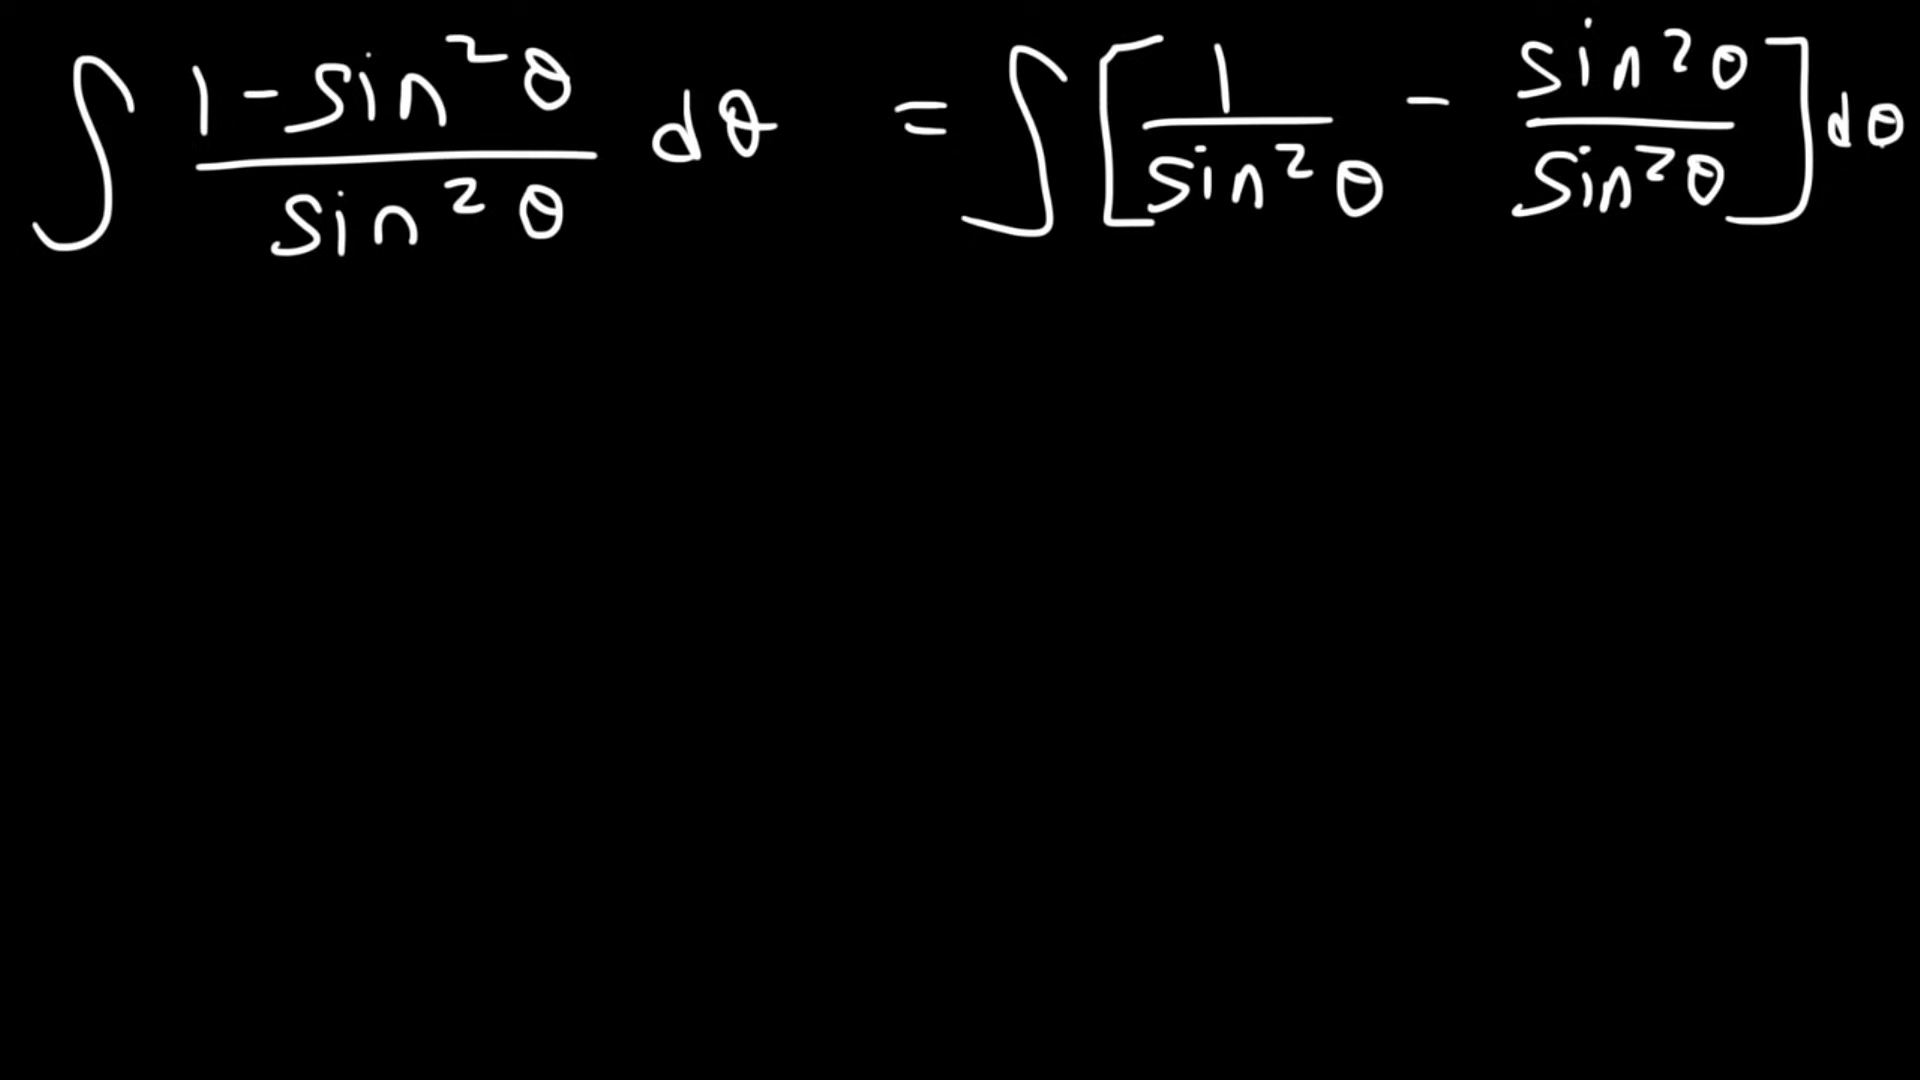 ∫ (1 - sin²θ)/(sin²θ) dθ = ∫ [1/(sin²θ) - (sin²θ)/(sin²θ)] dθ